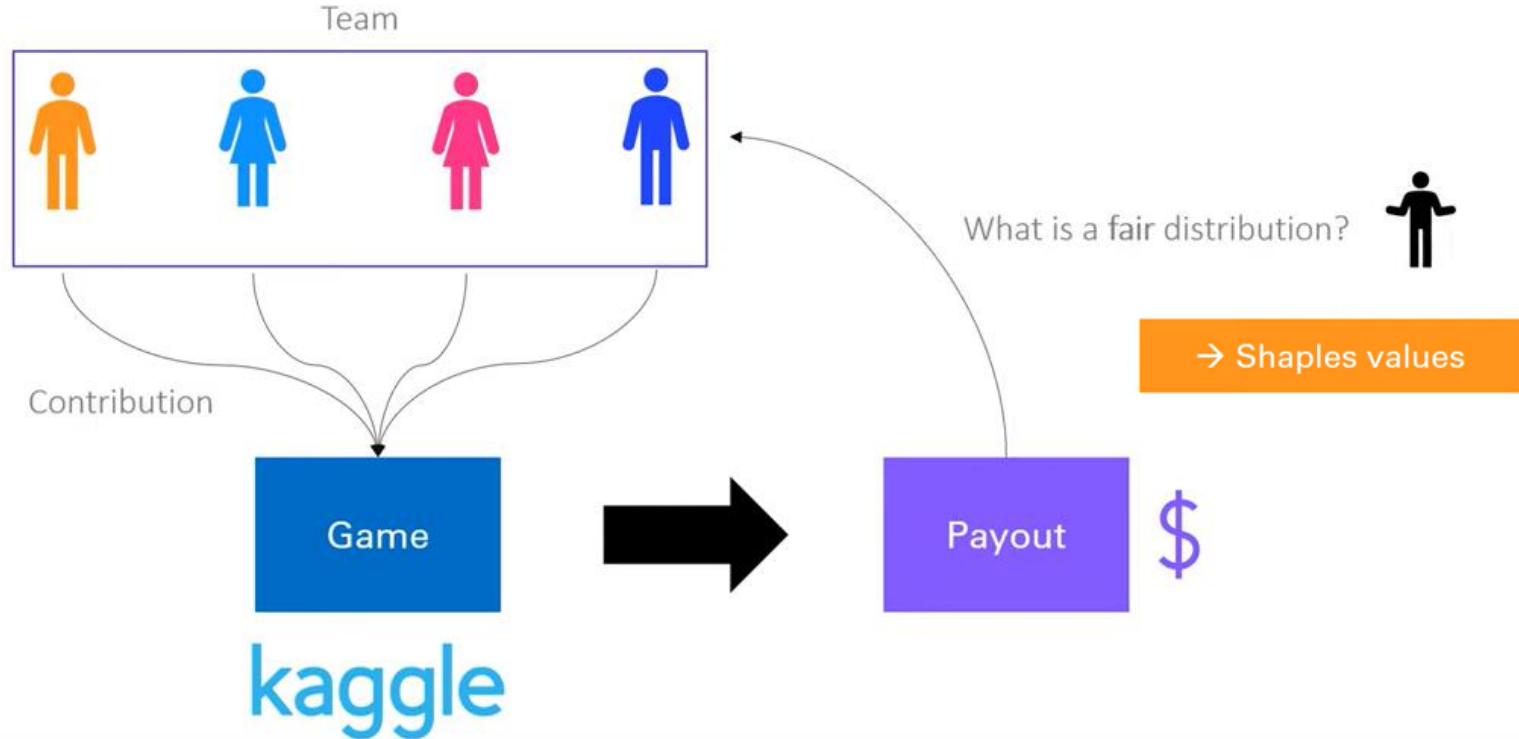 Team
What is a fair distribution?
→ Shaples values
Contribution
Game
Payout
$
kaggle